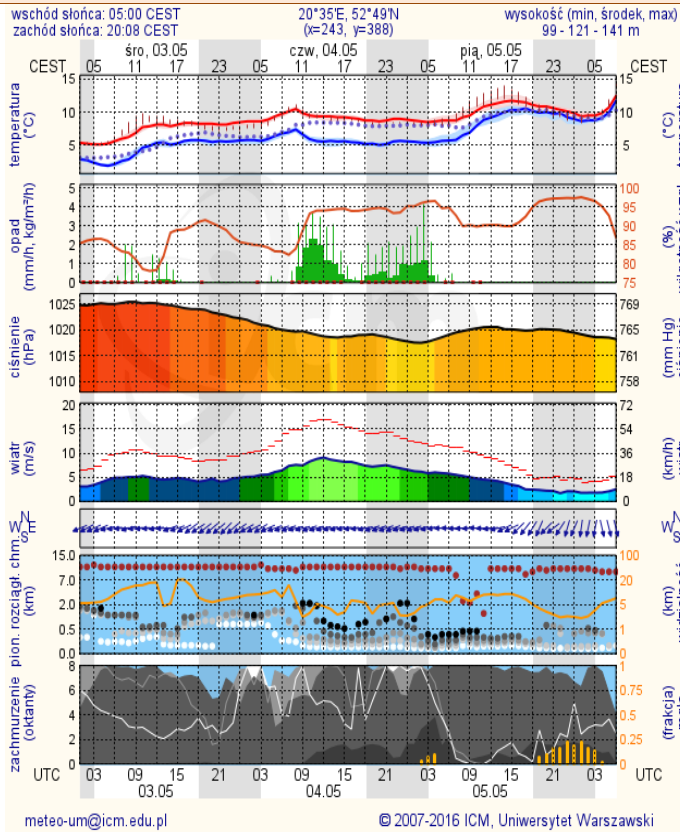 wschód słońca: 05:00 CEST 20°35'E, 52°49'N wysokość (min, środek, max)
zachód słońca: 20:08 CEST (x=243, y=388) 99 - 121 - 141 m
śro, 03.05 czw, 04.05 pią, 05.05
CEST 05 11 17 23 05 11 17 23 05 11 17 23 05 CEST
temperatura
(°C)
15 10 5
15 10 5
(°C)
opad
(mm/h, kg/m²/h)
5 4 3 2 1 0
100 95 90 85 80 75
(%)
ciśnienie
(hPa)
1025 1020 1015 1010
769 765 761 758
(mm Hg)
wiatr
(m/s)
20 15 10 5 0
72 54 36 18 0
(km/h)
N W E S
N W S
pion. rozciągł. chm.
(km)
15.0 7.0 2.0 0.5 0.0
100 20 5 1 0
(km)
zachmurzenie
(oktanty)
8 6 4 2 0
1 0.75 0.5 0.25 0
(frakcja)
UTC 03 09 15 21 03 09 15 21 03 09 15 21 03 UTC
03.05 04.05 05.05
meteo-um@icm.edu.pl © 2007-2016 ICM, Uniwersytet Warszawski